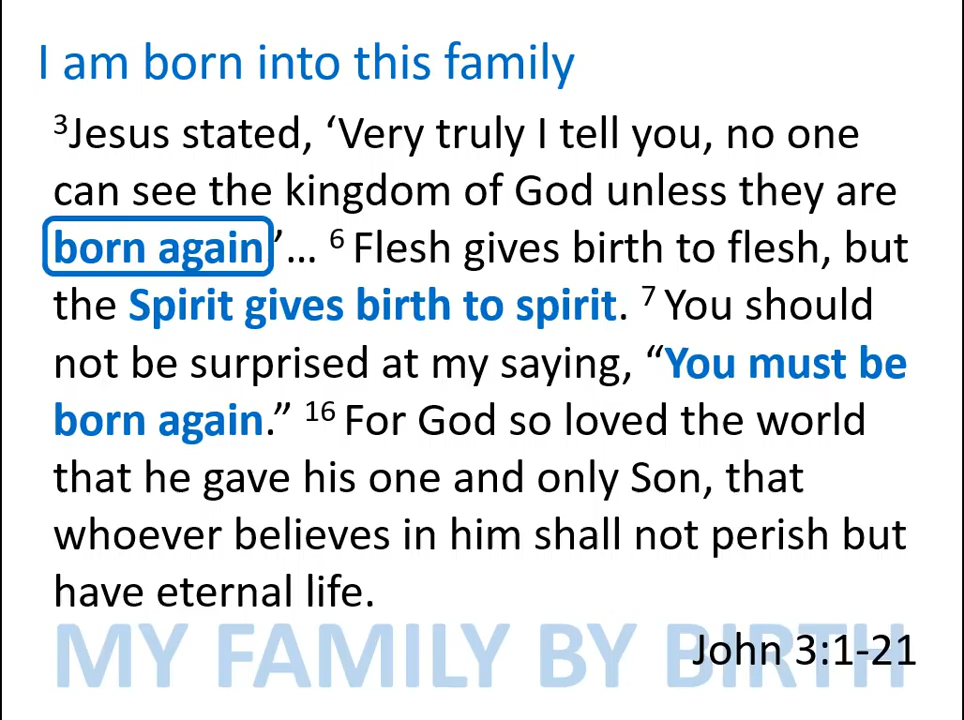 I am born into this family
³Jesus stated, ‘Very truly I tell you, no one
can see the kingdom of God unless they are
born again’… ⁶ Flesh gives birth to flesh, but
the Spirit gives birth to spirit. ⁷ You should
not be surprised at my saying, “You must be
born again.” ¹⁶ For God so loved the world
that he gave his one and only Son, that
whoever believes in him shall not perish but
have eternal life.
MY FAMILY BY BIRTH
John 3:1-21